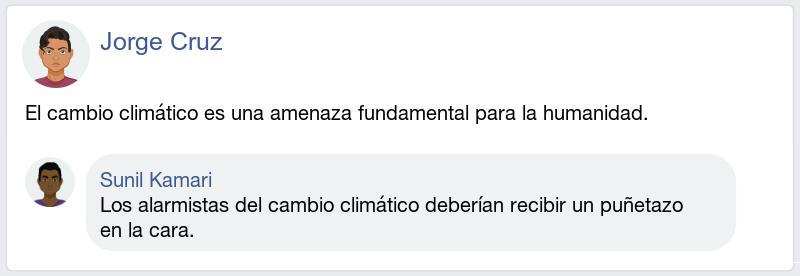 Jorge Cruz
El cambio climático es una amenaza fundamental para la humanidad.
Sunil Kamari
Los alarmistas del cambio climático deberían recibir un puñetazo
en la cara.